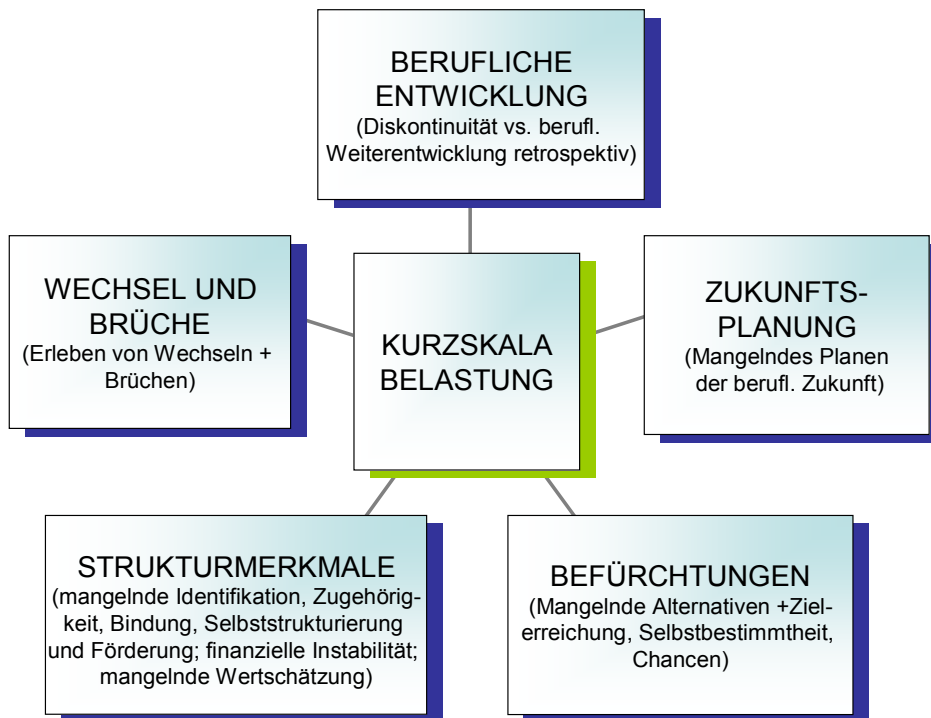 BERUFLICHE
ENTWICKLUNG
(Diskontinuität vs. berufl.
Weiterentwicklung retrospektiv)
WECHSEL UND
BRÜCHE
(Erleben von Wechseln +
Brüchen)
KURZSKALA
BELASTUNG
ZUKUNFTS-
PLANUNG
(Mangelndes Planen
der berufl. Zukunft)
STRUKTURMERKMALE
(mangelnde Identifikation, Zugehörig-
keit, Bindung, Selbststrukturierung
und Förderung; finanzielle Instabilität;
mangelnde Wertschätzung)
BEFÜRCHTUNGEN
(Mangelnde Alternativen +Ziel-
erreichung, Selbstbestimmtheit,
Chancen)